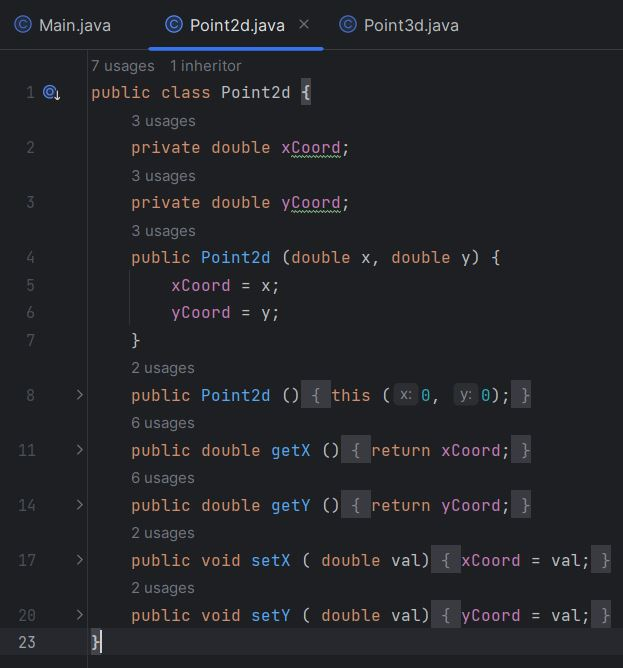 Main.java Point2d.java Point3d.java
7 usages 1 inheritor
1 public class Point2d {
3 usages
2 private double xCoord;
3 usages
3 private double yCoord;
3 usages
4 public Point2d (double x, double y) {
5 xCoord = x;
6 yCoord = y;
7 }
2 usages
8 public Point2d () { this ( x: 0, y: 0); }
6 usages
11 public double getX () { return xCoord; }
6 usages
14 public double getY () { return yCoord; }
2 usages
17 public void setX ( double val) { xCoord = val; }
2 usages
20 public void setY ( double val) { yCoord = val; }
23 }